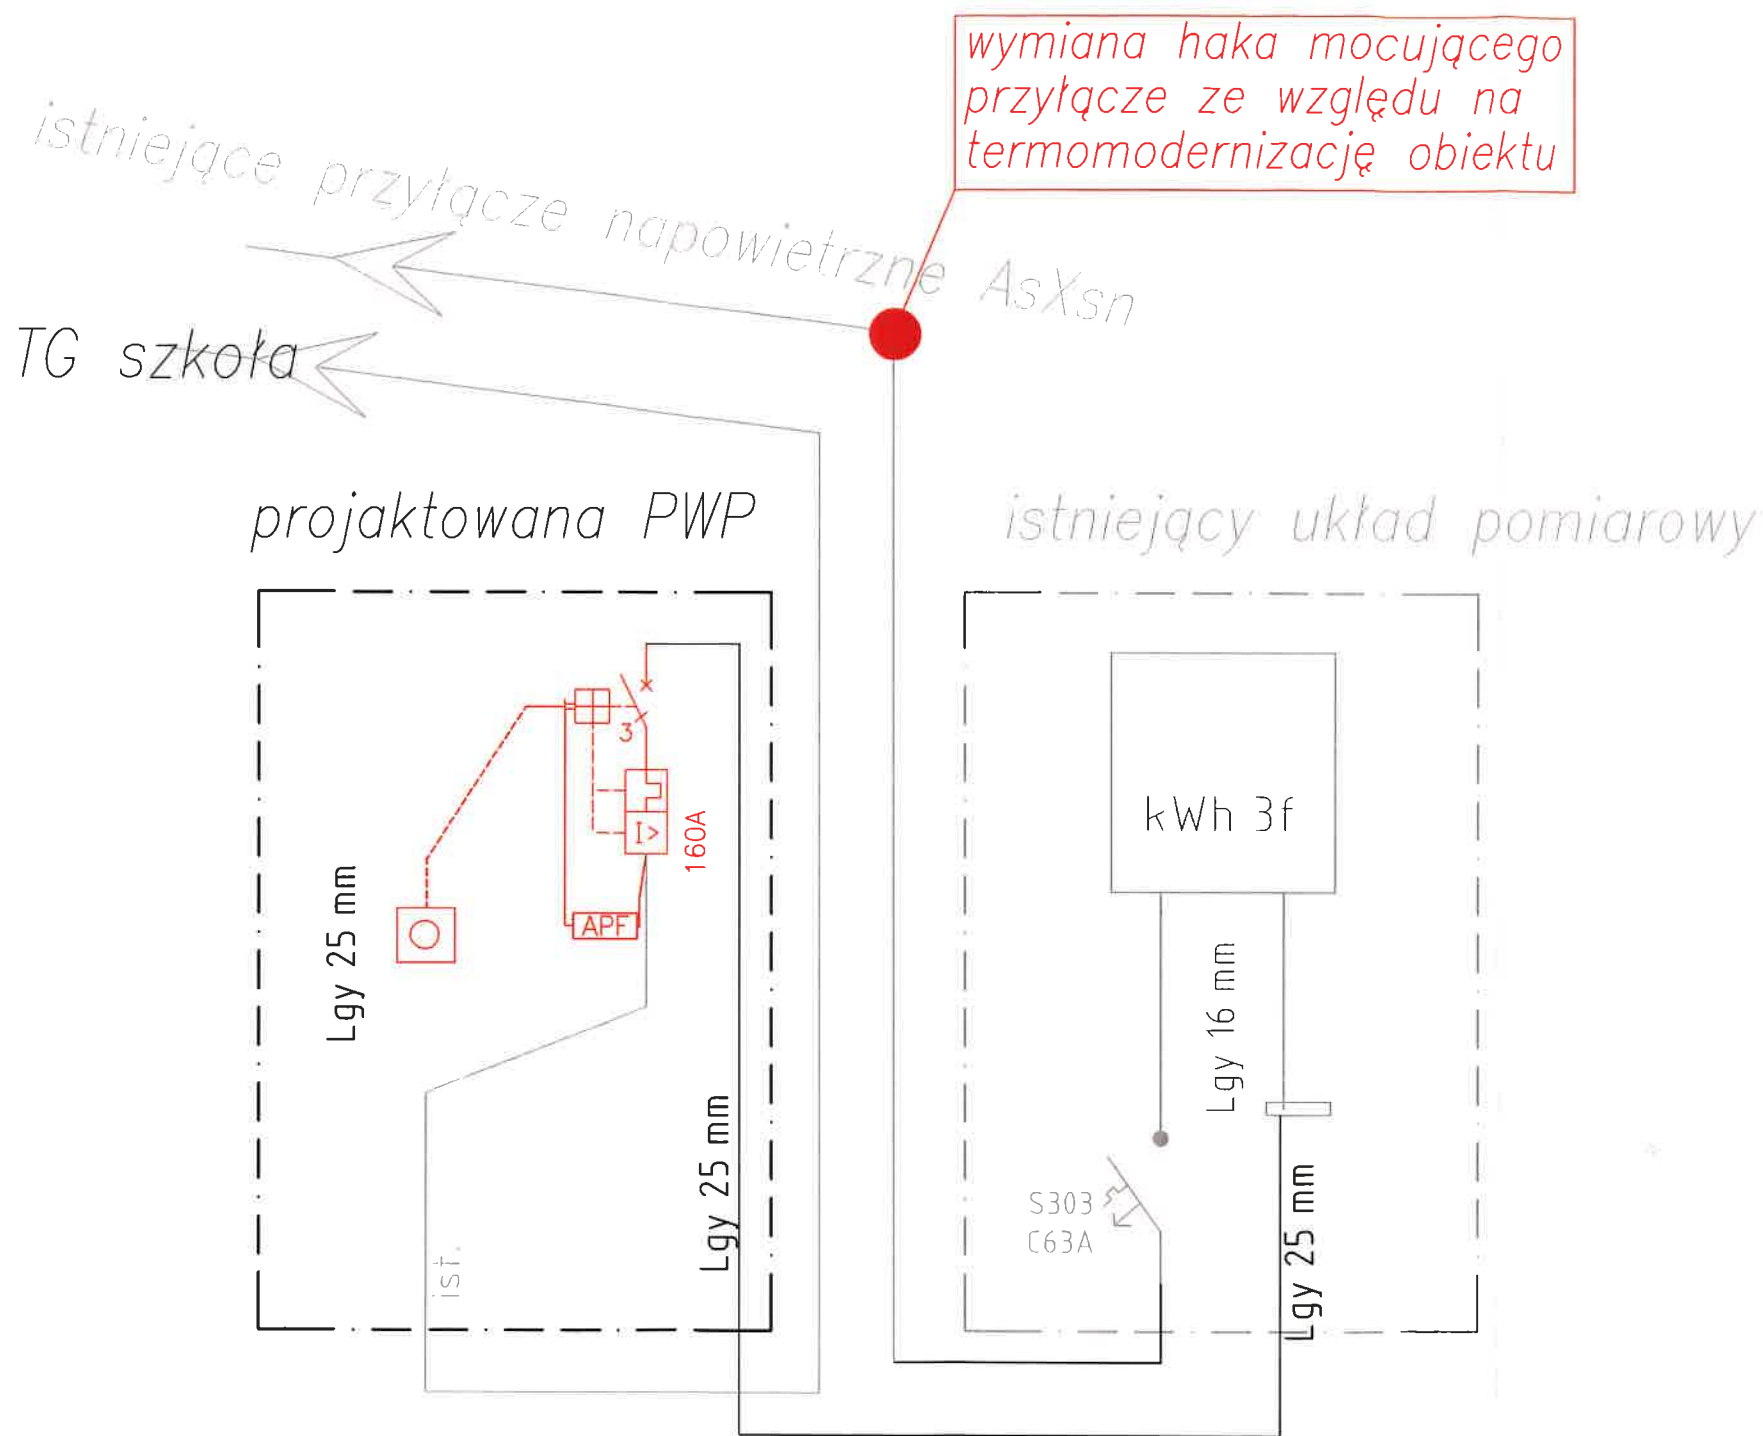 wymiana haka mocującego
przyłącze ze względu na
termomodernizację obiektu
istniejące przyłącze napowietrzne AsXsn
TG szkoła
projaktowana PWP
istniejący układ pomiarowy
3
I>
160A
APF
Lgy 25 mm
Lgy 25 mm
ist.
kWh 3f
Lgy 16 mm
S303
C63A
Lgy 25 mm